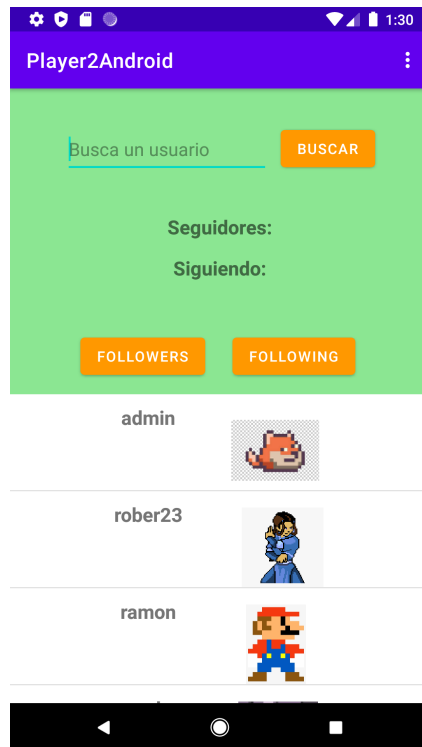 1:30
Player2Android
Busca un usuario BUSCAR
Seguidores:
Siguiendo:
FOLLOWERS FOLLOWING
admin
rober23
ramon